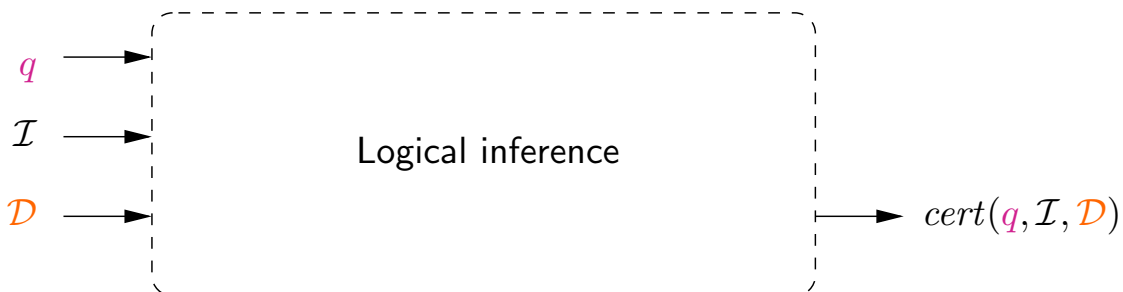 q
ℐ
Logical inference
𝒟
cert(q, ℐ, 𝒟)